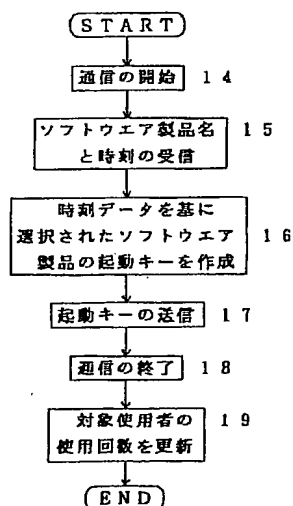 (START)
通信の開始 14
ソフトウエア製品名 15
と時刻の受信
時刻データを基に
選択されたソフトウエア 16
製品の起動キーを作成
起動キーの送信 17
通信の終了 18
対象使用者の 19
使用回数を更新
(END)